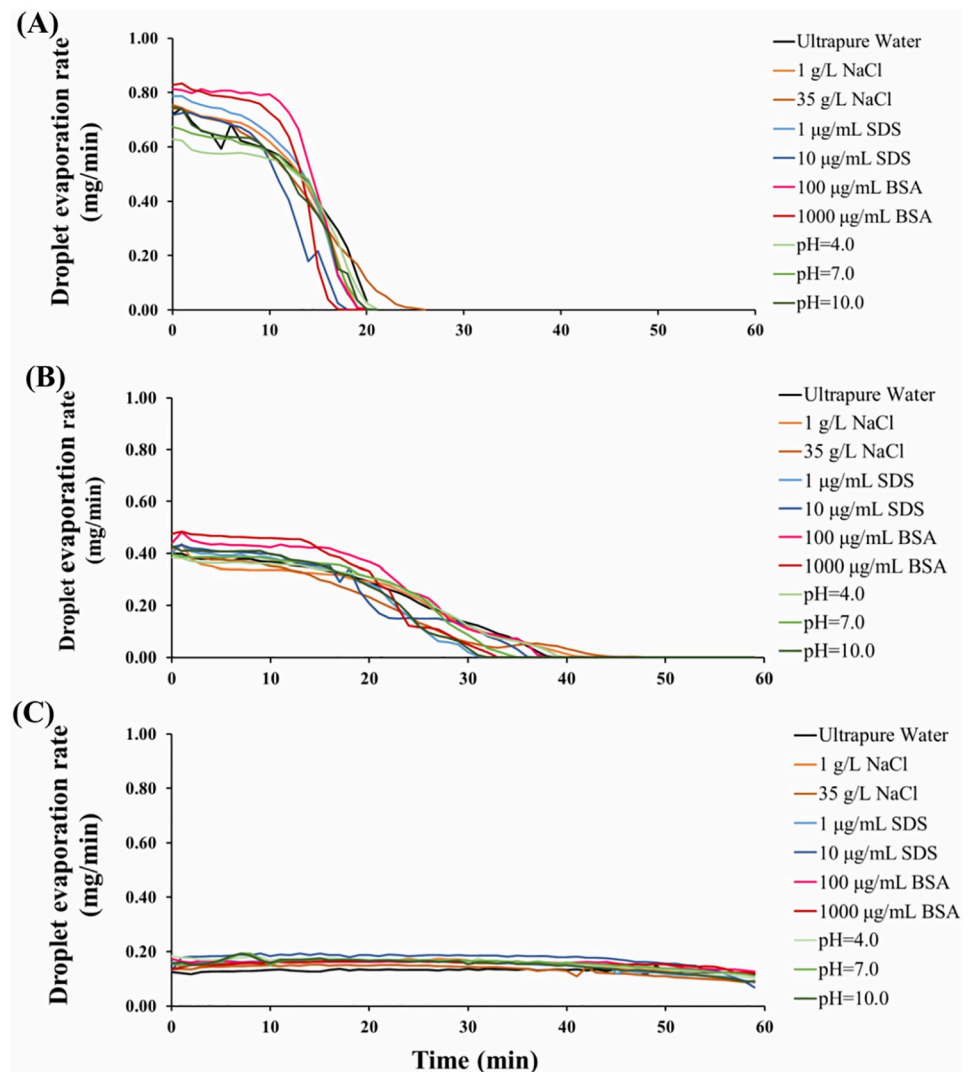 (A)
Droplet evaporation rate
(mg/min)
1.00
0.80
0.60
0.40
0.20
0.00
0 10 20 30 40 50 60
Ultrapure Water
1 g/L NaCl
35 g/L NaCl
1 μg/mL SDS
10 μg/mL SDS
100 μg/mL BSA
1000 μg/mL BSA
pH=4.0
pH=7.0
pH=10.0
(B)
Droplet evaporation rate
(mg/min)
1.00
0.80
0.60
0.40
0.20
0.00
0 10 20 30 40 50 60
Ultrapure Water
1 g/L NaCl
35 g/L NaCl
1 μg/mL SDS
10 μg/mL SDS
100 μg/mL BSA
1000 μg/mL BSA
pH=4.0
pH=7.0
pH=10.0
(C)
Droplet evaporation rate
(mg/min)
1.00
0.80
0.60
0.40
0.20
0.00
0 10 20 30 40 50 60
Ultrapure Water
1 g/L NaCl
35 g/L NaCl
1 μg/mL SDS
10 μg/mL SDS
100 μg/mL BSA
1000 μg/mL BSA
pH=4.0
pH=7.0
pH=10.0
Time (min)